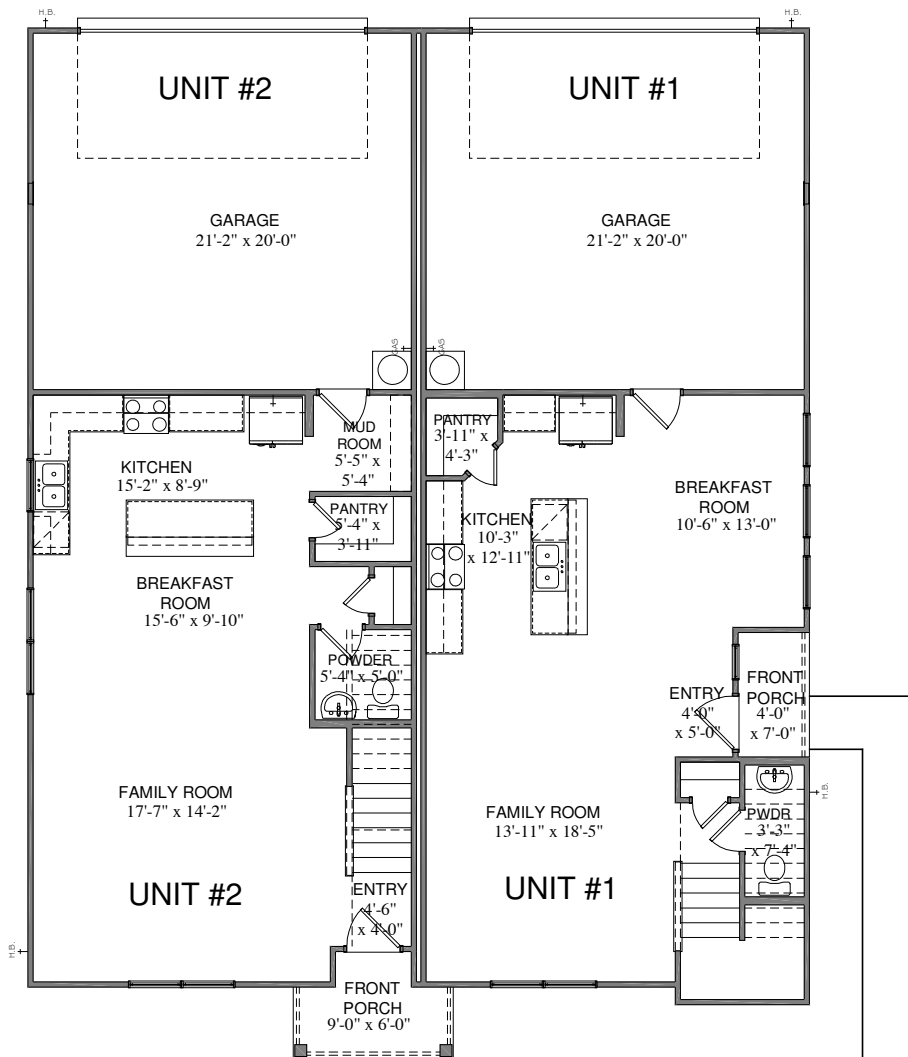 H.B.
H.B.
UNIT #2
UNIT #1
GARAGE
21'-2" x 20'-0"
GARAGE
21'-2" x 20'-0"
GAS
GAS
MUD
ROOM
5'-5" x
5'-4"
PANTRY
3'-11" x
4'-3"
KITCHEN
15'-2" x 8'-9"
PANTRY
5'-4" x
3'-11"
KITCHEN
10'-3"
x 12'-11"
BREAKFAST
ROOM
10'-6" x 13'-0"
BREAKFAST
ROOM
15'-6" x 9'-10"
POWDER
5'-4" x 5'-0"
ENTRY
4'-0"
x 5'-0"
FRONT
PORCH
4'-0"
x 7'-0"
FAMILY ROOM
17'-7" x 14'-2"
FAMILY ROOM
13'-11" x 18'-5"
PWDR
3'-3"
x 7'-4"
H.B.
UNIT #2
ENTRY
4'-6"
x 4'-0"
UNIT #1
H.B.
FRONT
PORCH
9'-0" x 6'-0"